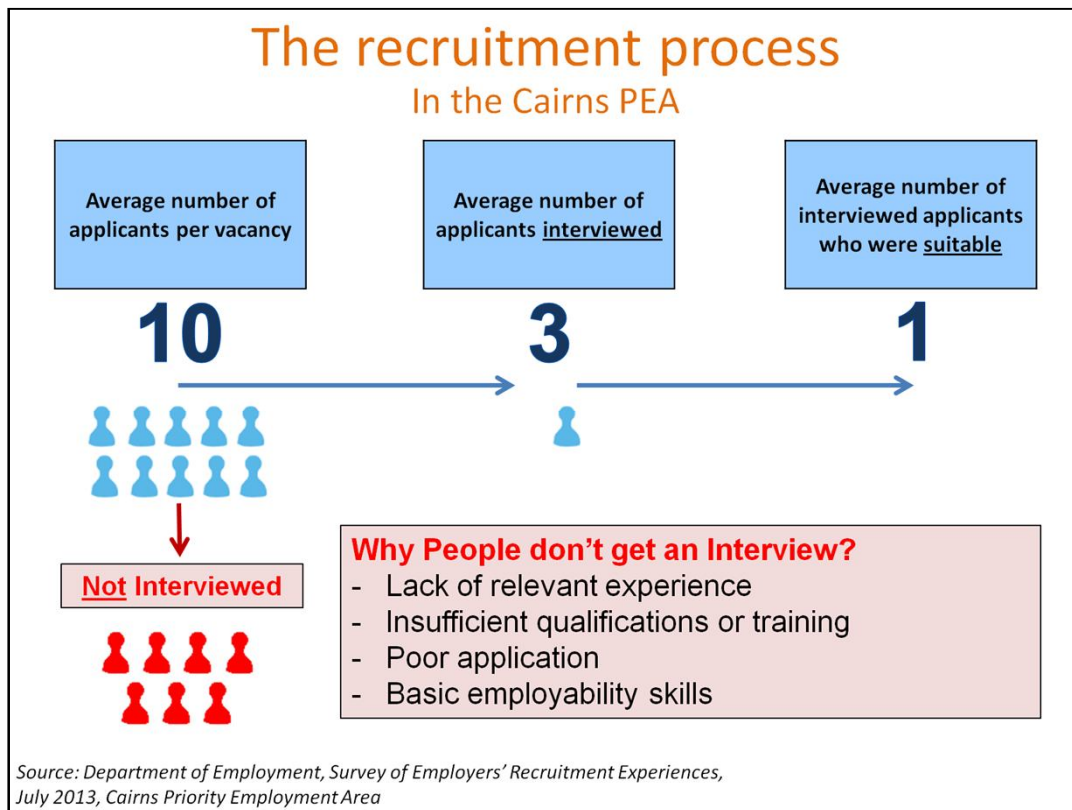 The recruitment process
In the Cairns PEA
Average number of
applicants per vacancy
Average number of
applicants interviewed
Average number of
interviewed applicants
who were suitable
10
3
1
Not Interviewed
Why People don't get an Interview?
- Lack of relevant experience
- Insufficient qualifications or training
- Poor application
- Basic employability skills
Source: Department of Employment, Survey of Employers' Recruitment Experiences,
July 2013, Cairns Priority Employment Area